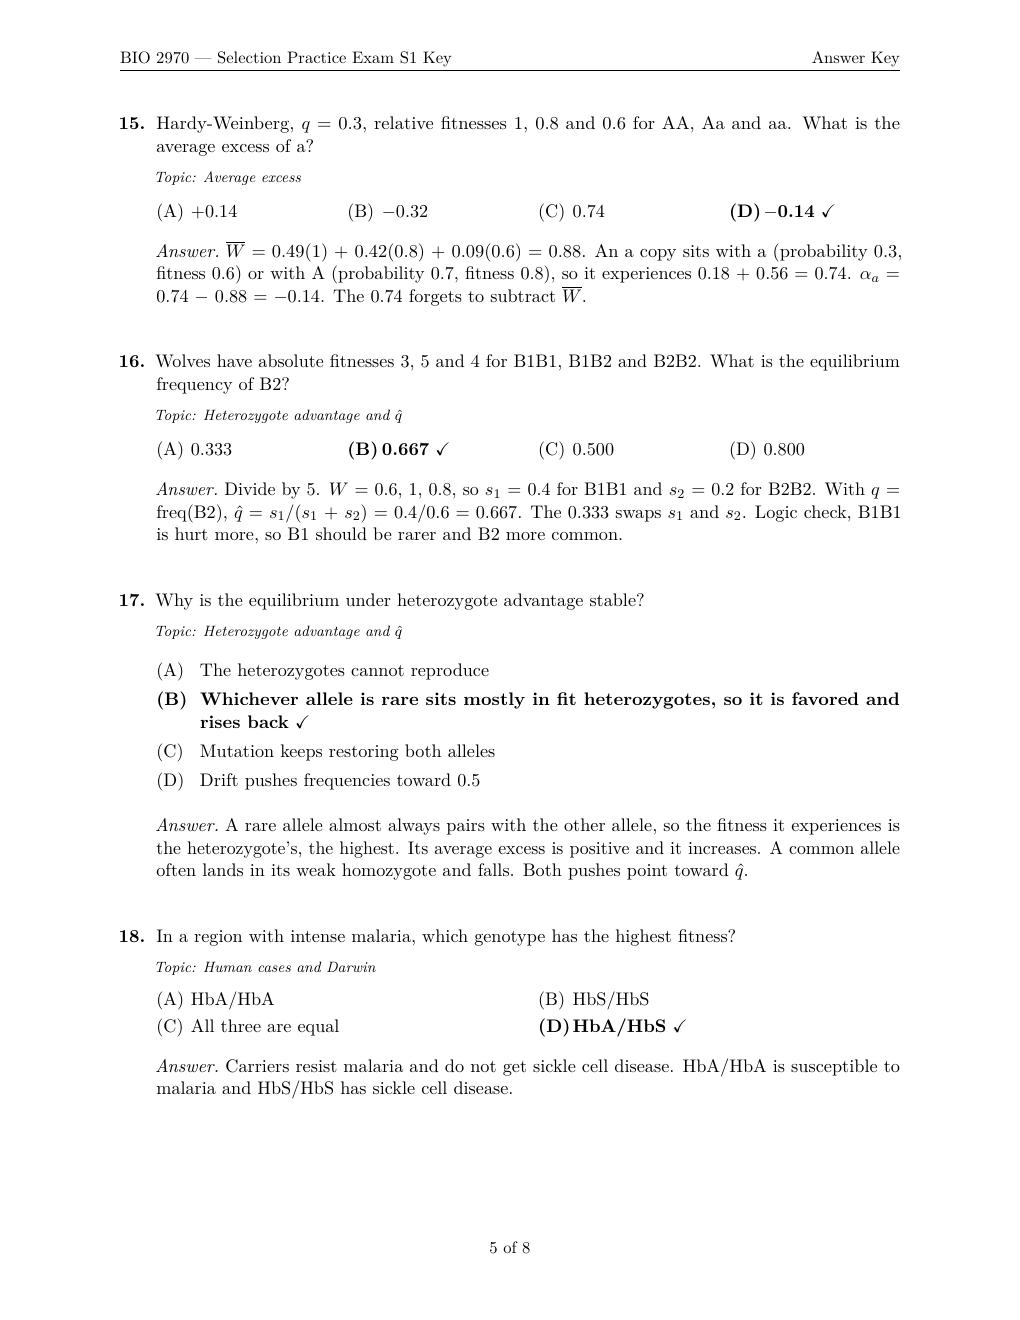 BIO 2970 — Selection Practice Exam S1 Key Answer Key
15. Hardy-Weinberg, q = 0.3, relative fitnesses 1, 0.8 and 0.6 for AA, Aa and aa. What is the
average excess of a?
Topic: Average excess
(A) +0.14 (B) −0.32 (C) 0.74 (D) −0.14 ✓
Answer. W̅ = 0.49(1) + 0.42(0.8) + 0.09(0.6) = 0.88. An a copy sits with a (probability 0.3,
fitness 0.6) or with A (probability 0.7, fitness 0.8), so it experiences 0.18 + 0.56 = 0.74. αₐ =
0.74 − 0.88 = −0.14. The 0.74 forgets to subtract W̅.
16. Wolves have absolute fitnesses 3, 5 and 4 for B1B1, B1B2 and B2B2. What is the equilibrium
frequency of B2?
Topic: Heterozygote advantage and q̂
(A) 0.333 (B) 0.667 ✓ (C) 0.500 (D) 0.800
Answer. Divide by 5. W = 0.6, 1, 0.8, so s₁ = 0.4 for B1B1 and s₂ = 0.2 for B2B2. With q =
freq(B2), q̂ = s₁/(s₁ + s₂) = 0.4/0.6 = 0.667. The 0.333 swaps s₁ and s₂. Logic check, B1B1
is hurt more, so B1 should be rarer and B2 more common.
17. Why is the equilibrium under heterozygote advantage stable?
Topic: Heterozygote advantage and q̂
(A) The heterozygotes cannot reproduce
(B) Whichever allele is rare sits mostly in fit heterozygotes, so it is favored and
rises back ✓
(C) Mutation keeps restoring both alleles
(D) Drift pushes frequencies toward 0.5
Answer. A rare allele almost always pairs with the other allele, so the fitness it experiences is
the heterozygote's, the highest. Its average excess is positive and it increases. A common allele
often lands in its weak homozygote and falls. Both pushes point toward q̂.
18. In a region with intense malaria, which genotype has the highest fitness?
Topic: Human cases and Darwin
(A) HbA/HbA (B) HbS/HbS
(C) All three are equal (D) HbA/HbS ✓
Answer. Carriers resist malaria and do not get sickle cell disease. HbA/HbA is susceptible to
malaria and HbS/HbS has sickle cell disease.
5 of 8